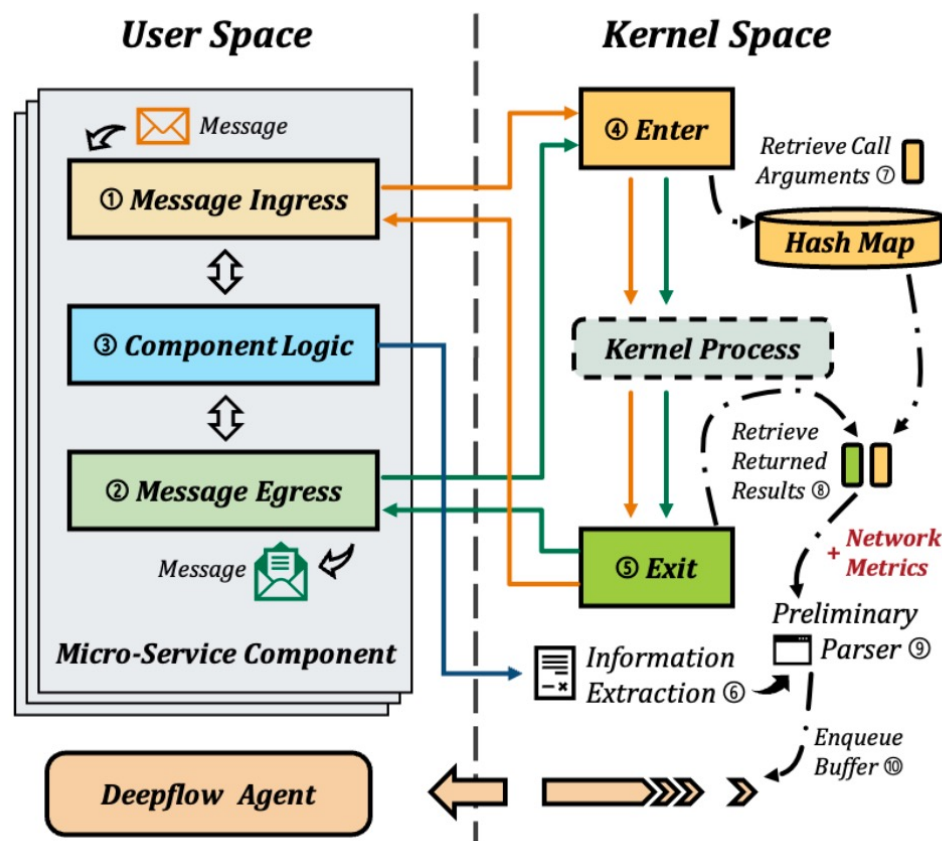 User Space
Kernel Space
Message
① Message Ingress
③ Component Logic
② Message Egress
Message
Micro-Service Component
Deepflow Agent
④ Enter
Retrieve Call
Arguments ⑦
Hash Map
Kernel Process
Retrieve
Returned
Results ⑧
+ Network
Metrics
⑤ Exit
Preliminary
Parser ⑨
Information
Extraction ⑥
Enqueue
Buffer ⑩